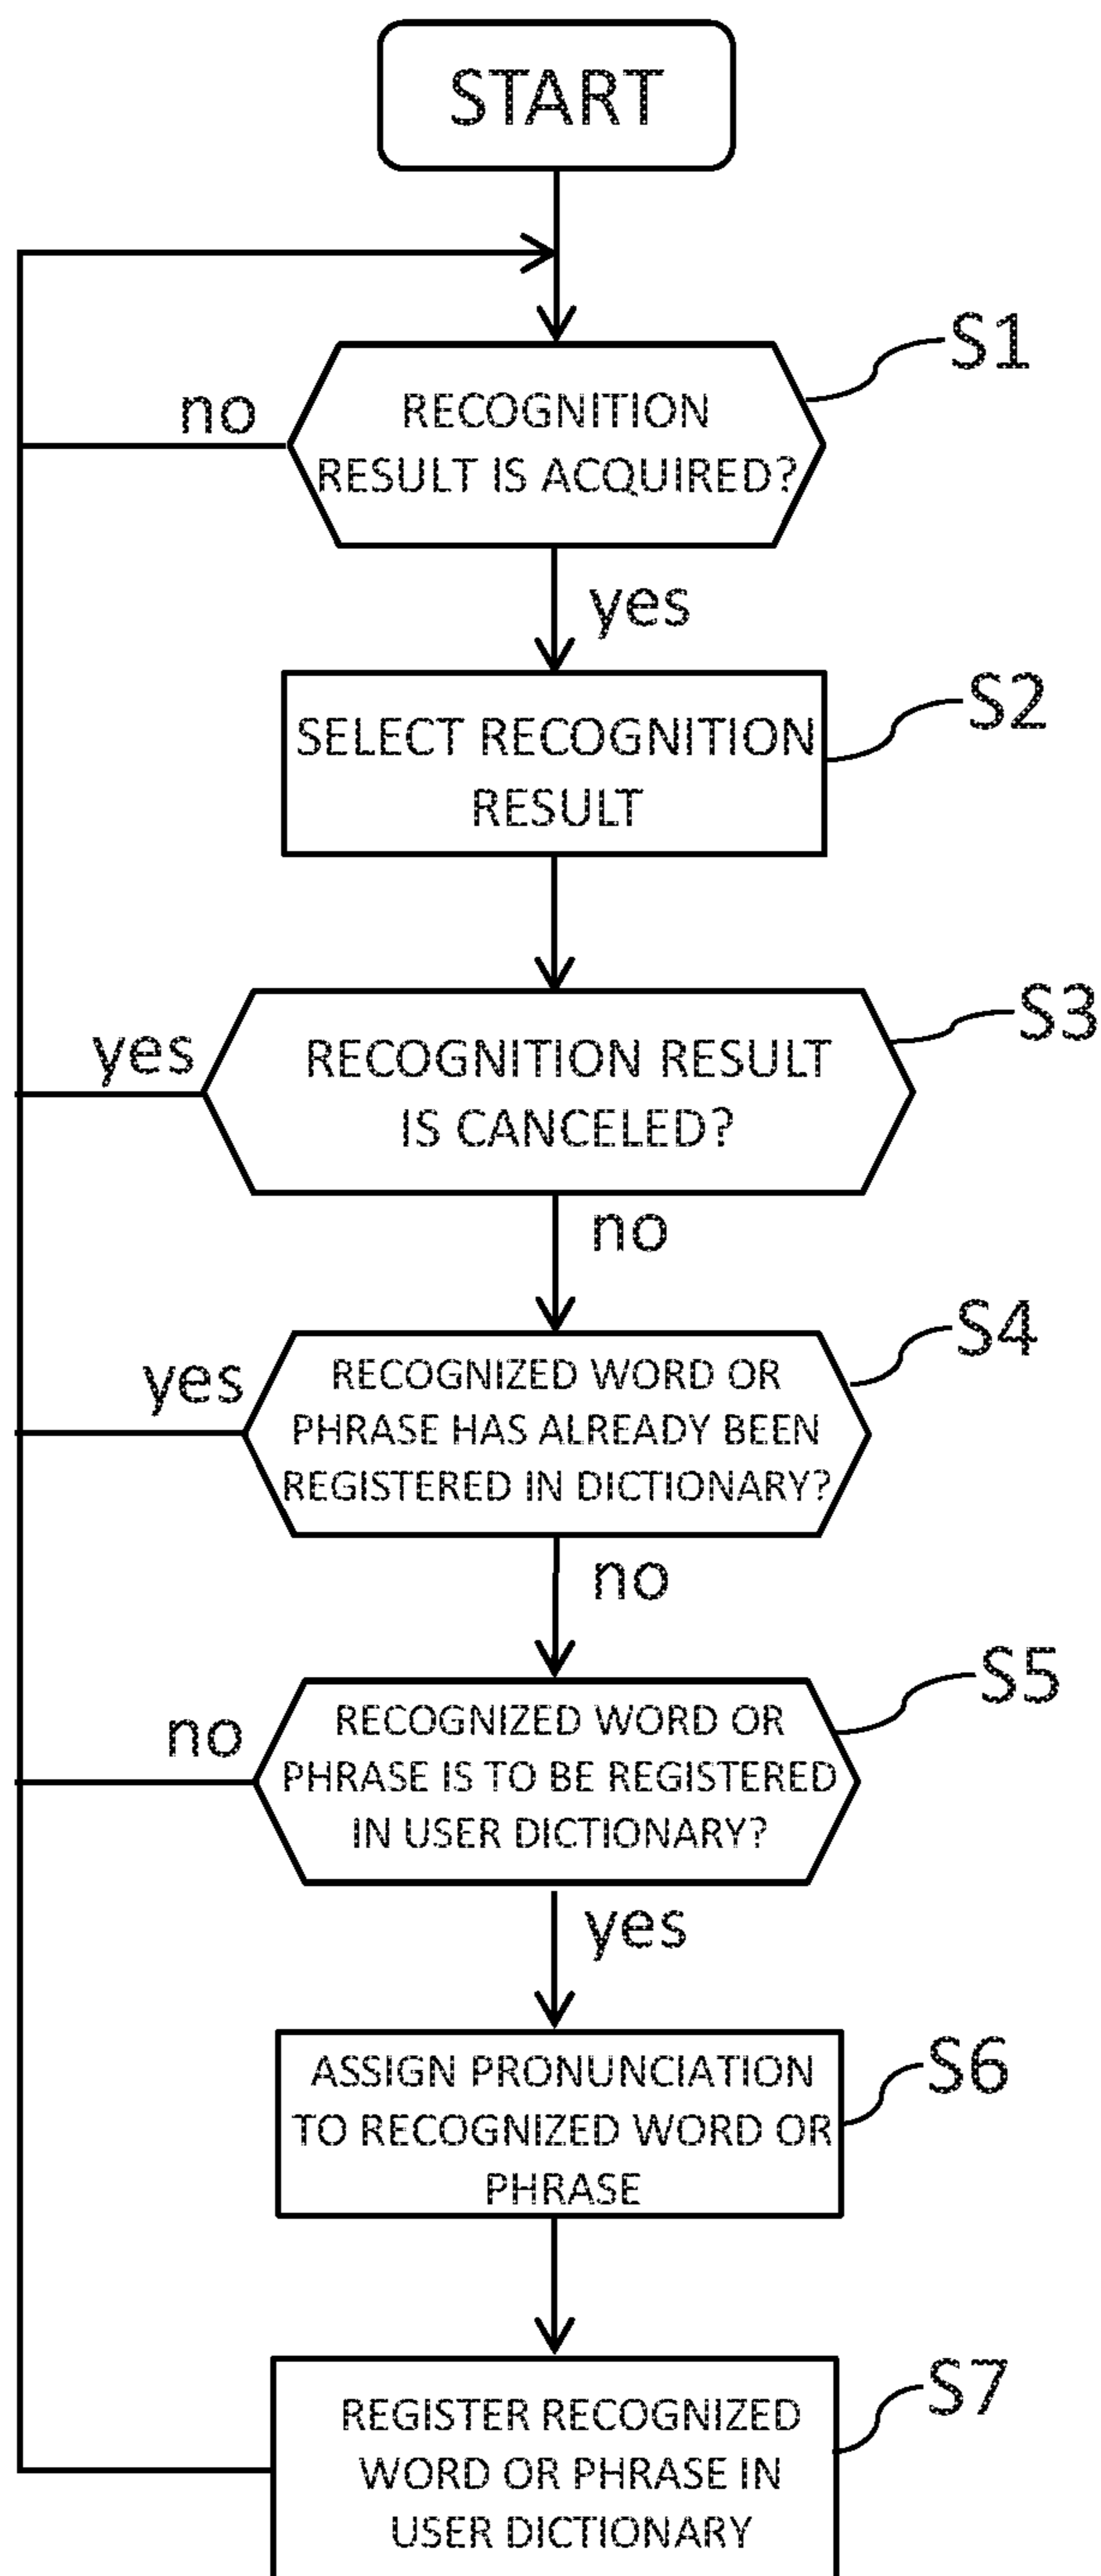 START
S1
no
RECOGNITION
RESULT IS ACQUIRED?
yes
S2
SELECT RECOGNITION
RESULT
S3
yes
RECOGNITION RESULT
IS CANCELED?
no
S4
yes
RECOGNIZED WORD OR
PHRASE HAS ALREADY BEEN
REGISTERED IN DICTIONARY?
no
S5
no
RECOGNIZED WORD OR
PHRASE IS TO BE REGISTERED
IN USER DICTIONARY?
yes
S6
ASSIGN PRONUNCIATION
TO RECOGNIZED WORD OR
PHRASE
S7
REGISTER RECOGNIZED
WORD OR PHRASE IN
USER DICTIONARY